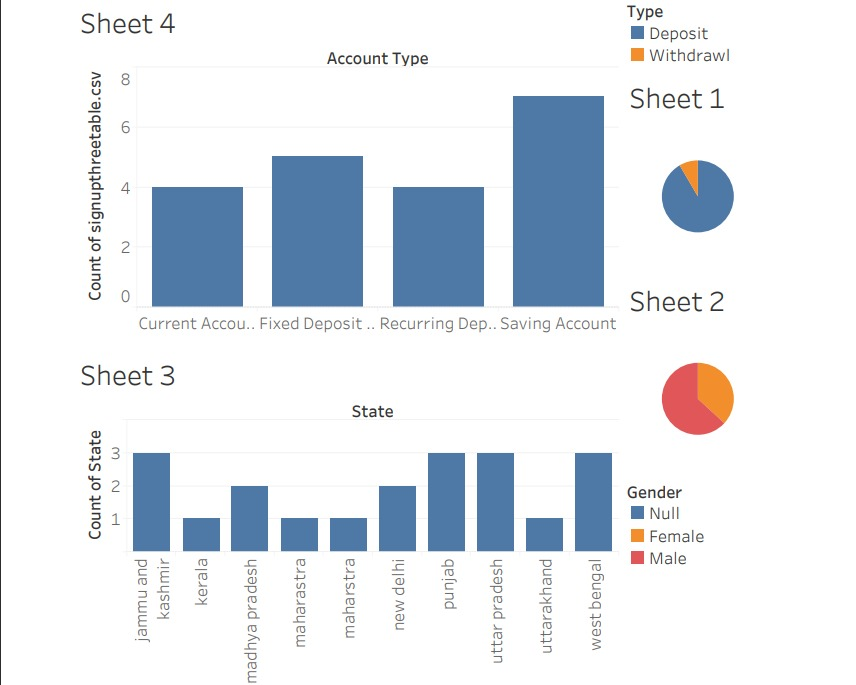 Sheet 4
Account Type
Count of signupthreetable.csv
8
6
4
2
0
Current Accou..
Fixed Deposit ..
Recurring Dep..
Saving Account
Type
Deposit
Withdrawl
Sheet 1
Sheet 2
Sheet 3
State
Count of State
3
2
1
jammu and
kashmir
kerala
madhya pradesh
maharastra
maharstra
new delhi
punjab
uttar pradesh
uttarakhand
west bengal
Gender
Null
Female
Male